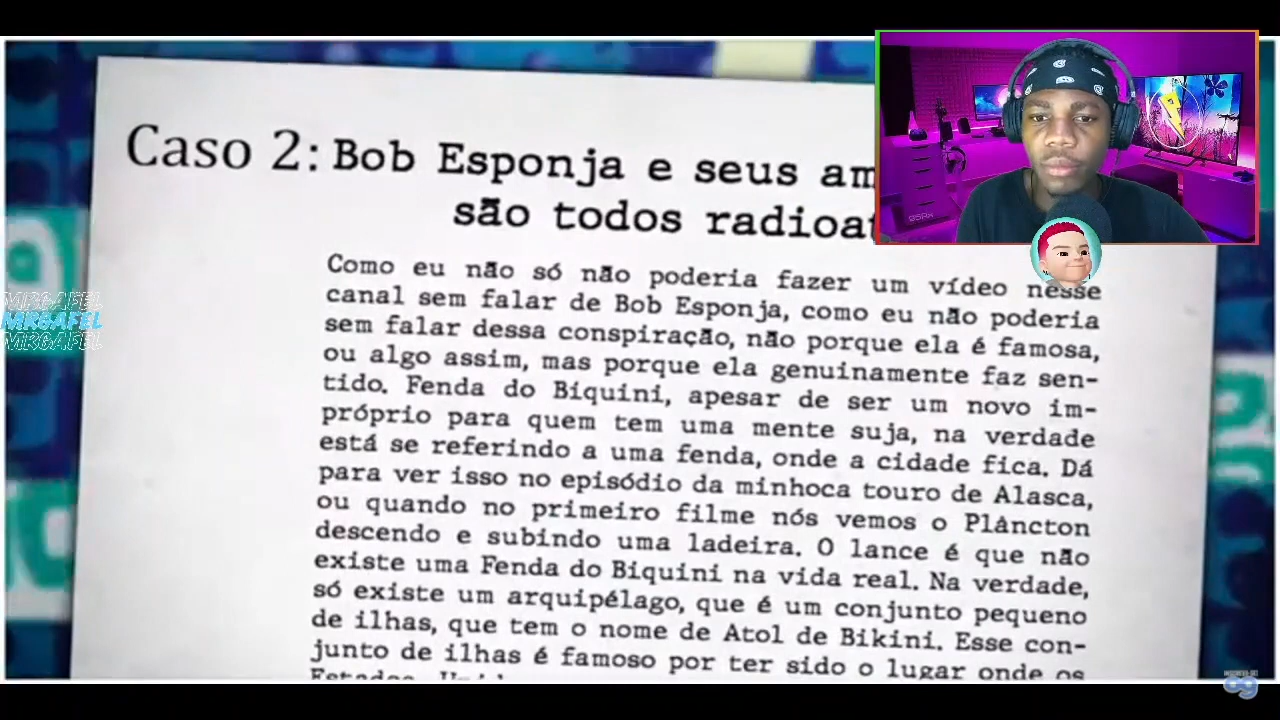 Caso 2: Bob Esponja e seus
são todos
Como eu não só não poderia fazer um vídeo nesse
canal sem falar de Bob Esponja, como eu não poderia
sem falar dessa conspiração, não porque ela é famosa,
ou algo assim, mas porque ela genuinamente faz sen-
tido. Fenda do Biquini, apesar de ser um novo im-
próprio para quem tem uma mente suja, na verdade
está se referindo a uma fenda, onde a cidade fica. Dá
para ver isso no episódio da minhoca touro de Alasca,
ou quando no primeiro filme nós vemos o Plâncton
descendo e subindo uma ladeira. O lance é que não
existe uma Fenda do Biquini na vida real. Na verdade,
só existe um arquipélago, que é um conjunto pequeno
de ilhas, que tem o nome de Atol de Bikini. Esse con-
junto de ilhas é famoso por ter sido o lugar onde os
MRGAFEL
MRGAFEL
MRGAFEL